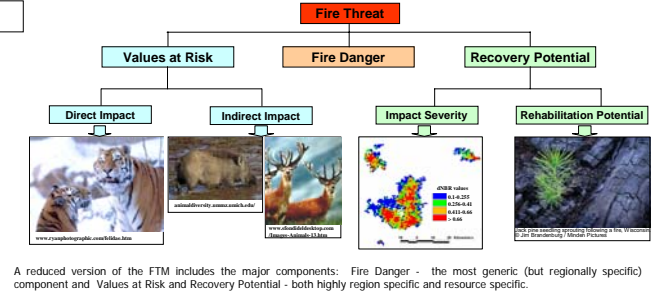 Fire Threat
Values at Risk
Fire Danger
Recovery Potential
Direct Impact
Indirect Impact
Impact Severity
Rehabilitation Potential
www.ryanphotographic.com/felidae.htm
animaldiversity.ummz.umich.edu/
www.efonddeldesktop.com
/Images-Animals-13.htm
dNBR values
0.1-0.255
0.256-0.41
0.411-0.66
> 0.66
Jack pine seedling sprouting following a fire, Wisconsin
© Jim Brandenburg / Minden Pictures
A reduced version of the FTM includes the major components: Fire Danger - the most generic (but regionally specific)
component and Values at Risk and Recovery Potential - both highly region specific and resource specific.